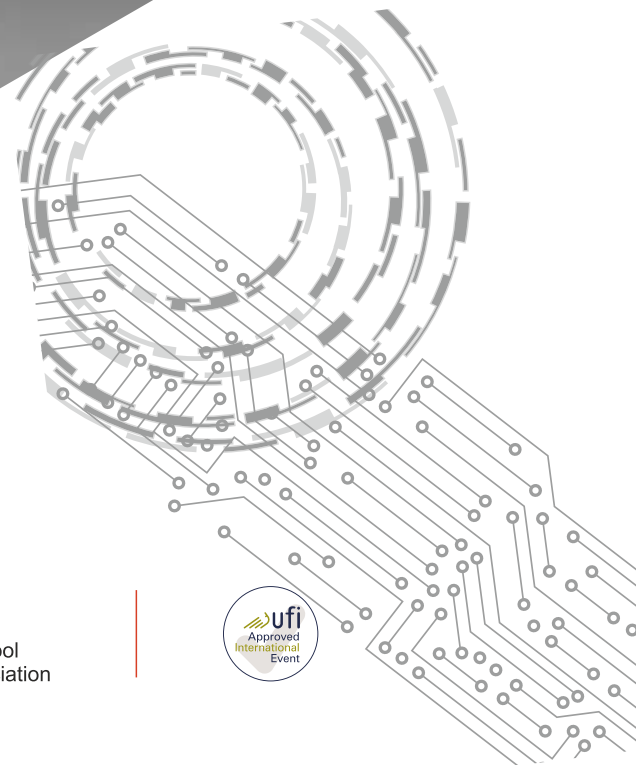 ool
iation
ufi
Approved
International
Event